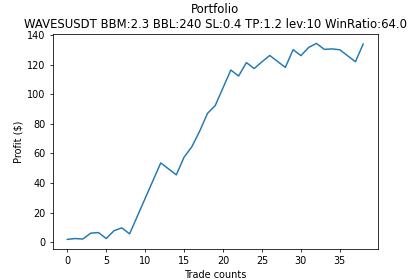 Portfolio
WAVESUSDT BBM:2.3 BBL:240 SL:0.4 TP:1.2 lev:10 WinRatio:64.0
140
120
100
80
60
40
20
0
Profit ($)
0 5 10 15 20 25 30 35
Trade counts